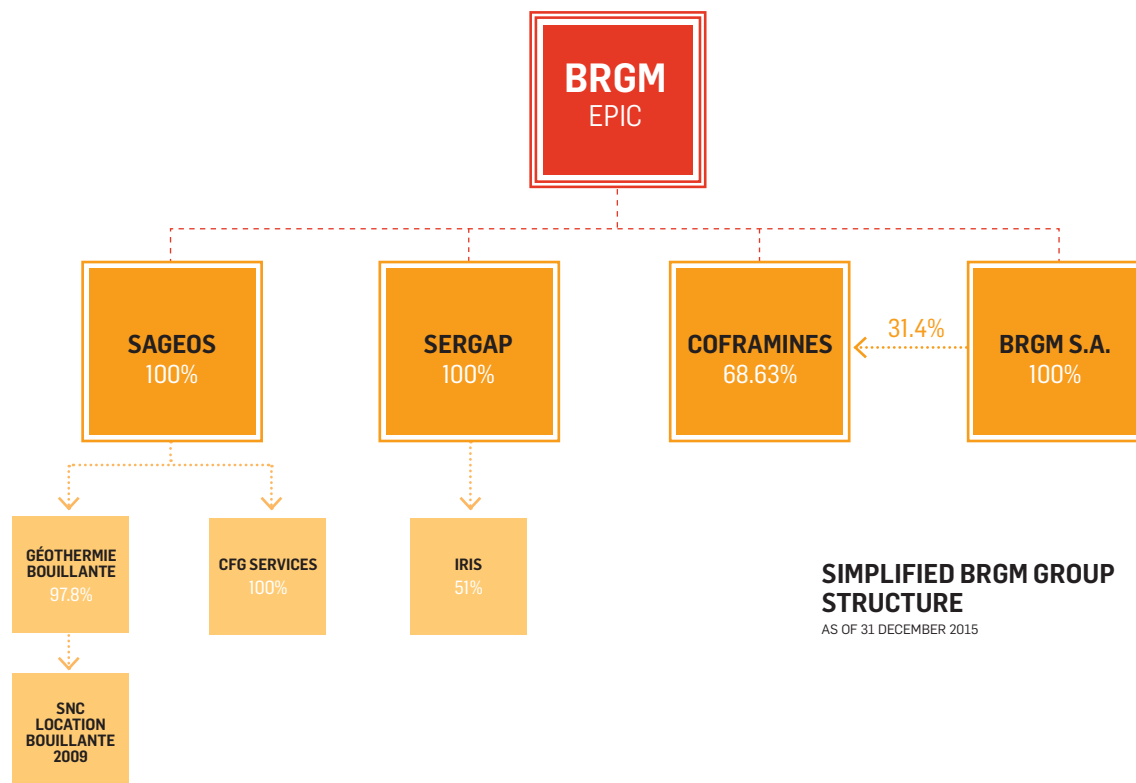 BRGM
EPIC
SAGEOS
100%
SERGAP
100%
COFRAMINES
68.63%
31.4%
BRGM S.A.
100%
GÉOTHERMIE
BOUILLANTE
97.8%
CFG SERVICES
100%
IRIS
51%
SIMPLIFIED BRGM GROUP
STRUCTURE
AS OF 31 DECEMBER 2015
SNC
LOCATION
BOUILLANTE
2009